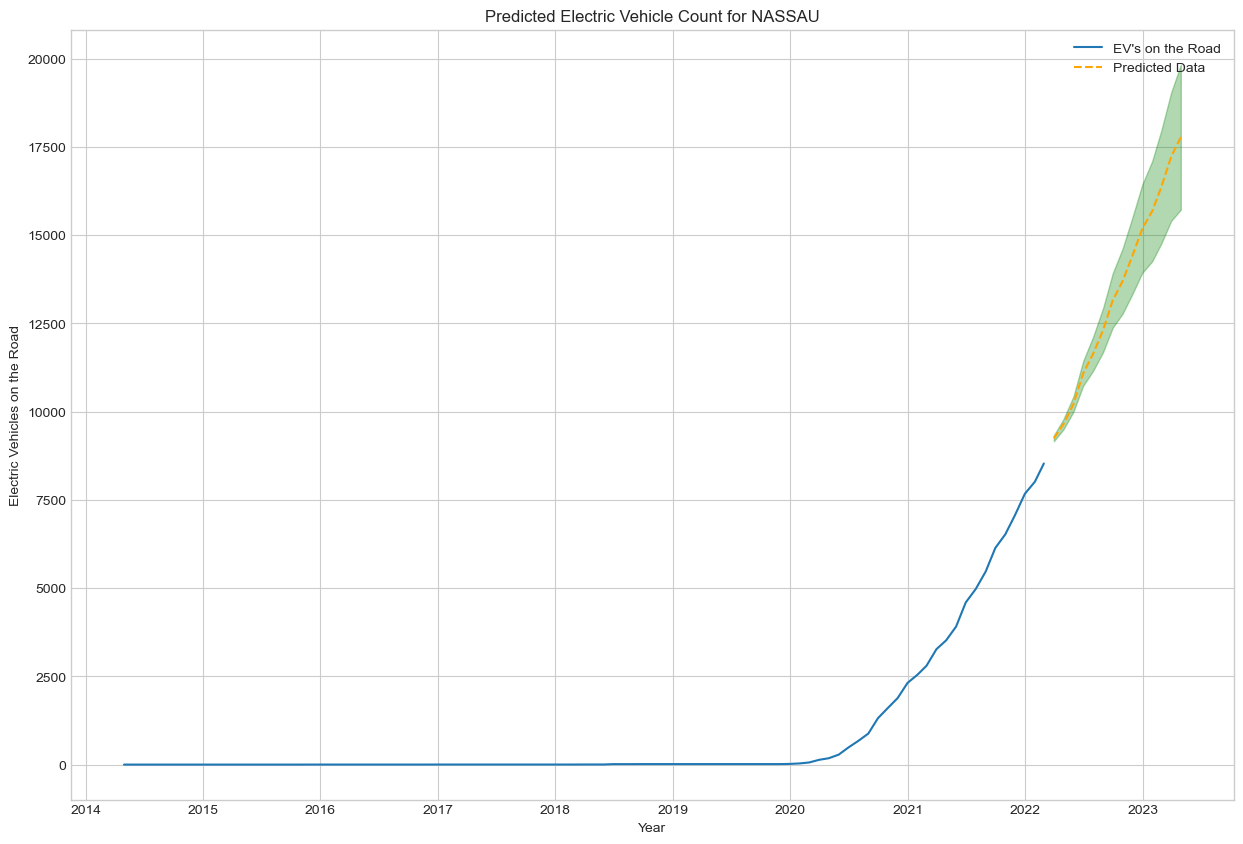 Predicted Electric Vehicle Count for NASSAU
EV's on the Road
Predicted Data
20000
17500
15000
12500
10000
7500
5000
2500
0
Electric Vehicles on the Road
2014 2015 2016 2017 2018 2019 2020 2021 2022 2023
Year